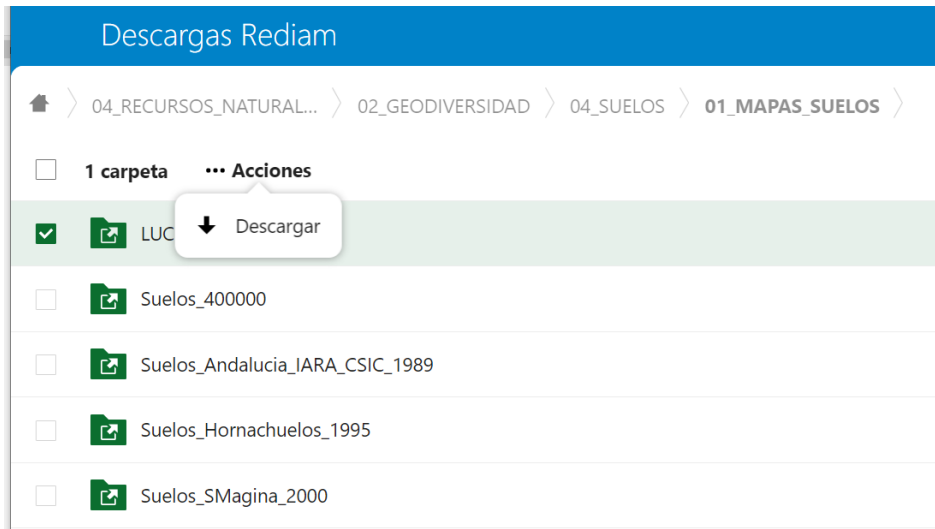 Descargas Rediam
04_RECURSOS_NATURAL... 02_GEODIVERSIDAD 04_SUELOS 01_MAPAS_SUELOS
1 carpeta ••• Acciones
Descargar
LUC
Suelos_400000
Suelos_Andalucia_IARA_CSIC_1989
Suelos_Hornachuelos_1995
Suelos_SMagina_2000